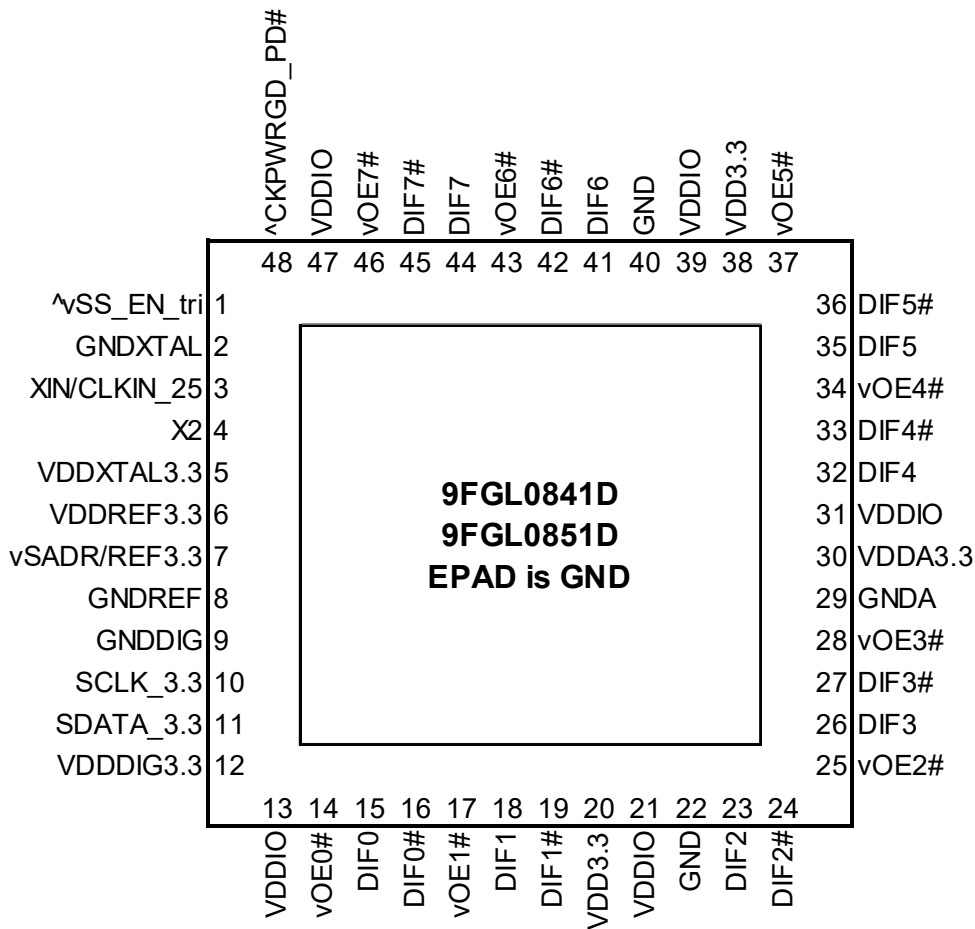 ^CKPWRGD_PD#
VDDIO
vOE7#
DIF7#
DIF7
vOE6#
DIF6#
DIF6
GND
VDDIO
VDD3.3
vOE5#
48 47 46 45 44 43 42 41 40 39 38 37
^vSS_EN_tri 1
GNDXTAL 2
XIN/CLKIN_25 3
X2 4
VDDXTAL3.3 5
VDDREF3.3 6
vSADR/REF3.3 7
GNDREF 8
GNDDIG 9
SCLK_3.3 10
SDATA_3.3 11
VDDDIG3.3 12
9FGL0841D
9FGL0851D
EPAD is GND
36 DIF5#
35 DIF5
34 vOE4#
33 DIF4#
32 DIF4
31 VDDIO
30 VDDA3.3
29 GNDA
28 vOE3#
27 DIF3#
26 DIF3
25 vOE2#
13 14 15 16 17 18 19 20 21 22 23 24
VDDIO
vOE0#
DIF0
DIF0#
vOE1#
DIF1
DIF1#
VDD3.3
VDDIO
GND
DIF2
DIF2#